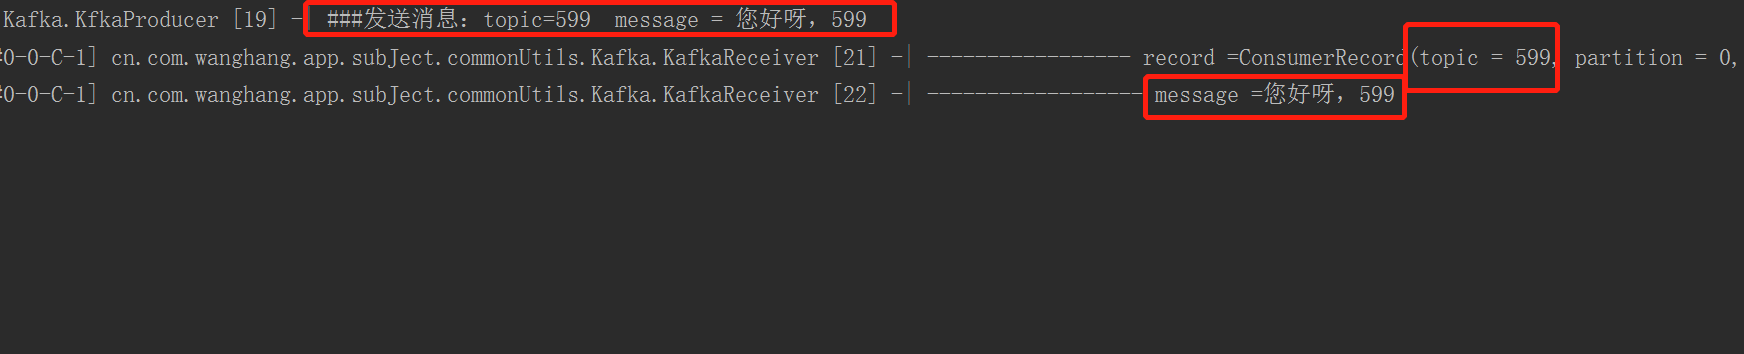 Kafka.KfkaProducer [19] -| ###发送消息：topic=599  message = 您好呀，599
#0-0-C-1] cn.com.wanghang.app.subJect.commonUtils.Kafka.KafkaReceiver [21] -| ----------------- record =ConsumerRecord(topic = 599, partition = 0,
#0-0-C-1] cn.com.wanghang.app.subJect.commonUtils.Kafka.KafkaReceiver [22] -| ------------------ message =您好呀，599